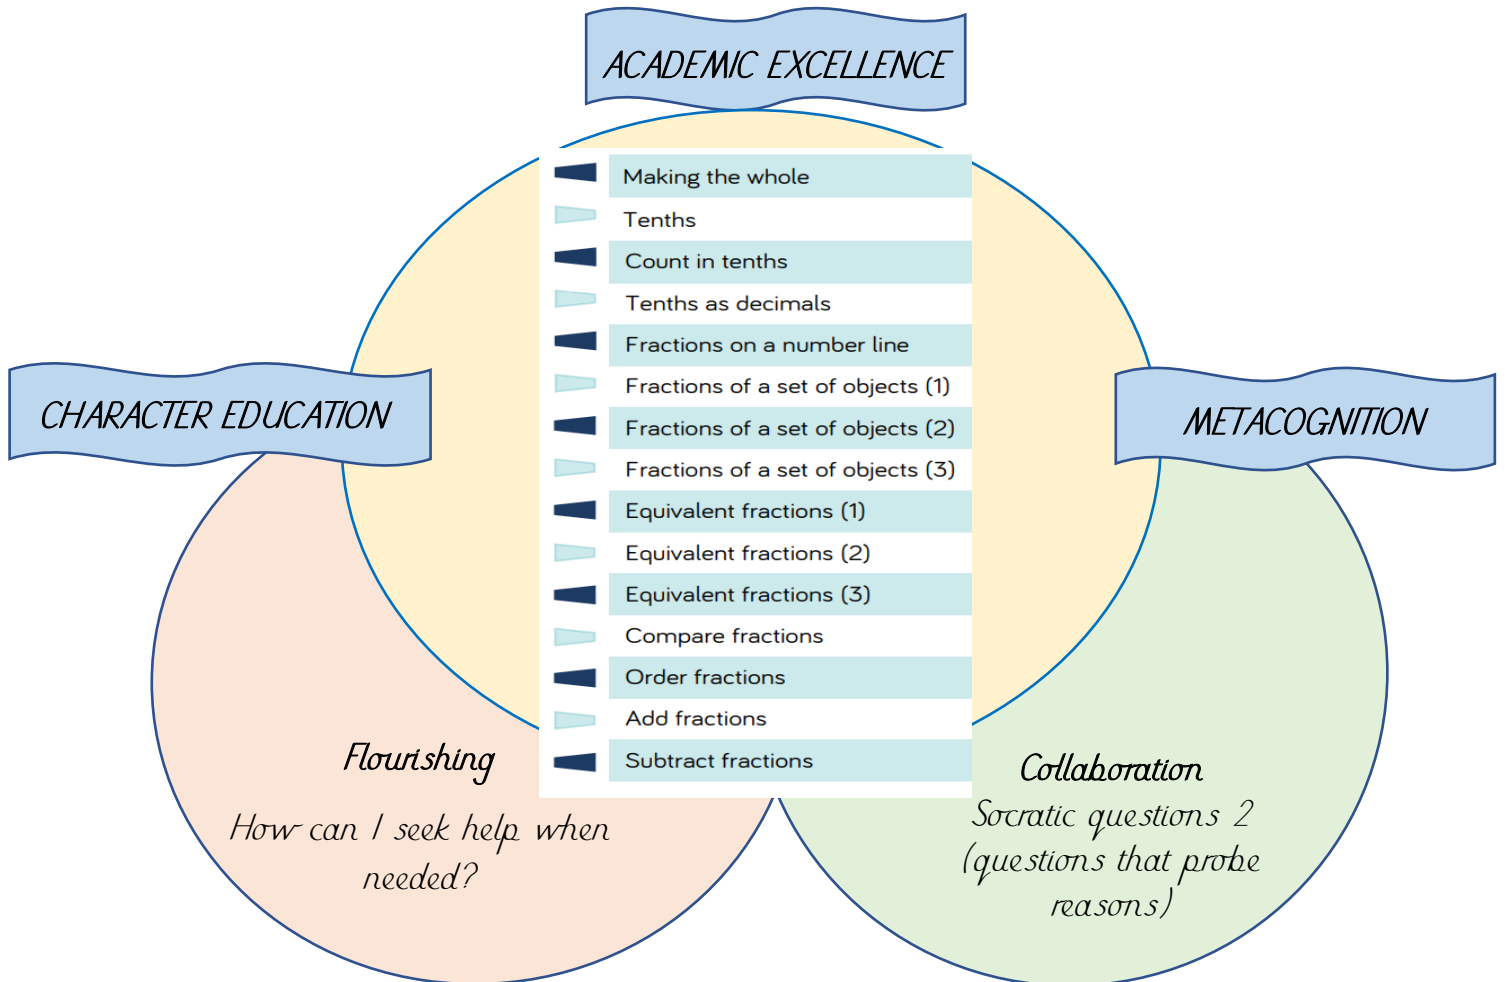 ACADEMIC EXCELLENCE
Making the whole
Tenths
Count in tenths
Tenths as decimals
Fractions on a number line
Fractions of a set of objects (1)
Fractions of a set of objects (2)
Fractions of a set of objects (3)
Equivalent fractions (1)
Equivalent fractions (2)
Equivalent fractions (3)
Compare fractions
Order fractions
Add fractions
Subtract fractions
CHARACTER EDUCATION
Flourishing
How can I seek help when
needed?
METACOGNITION
Collaboration
Socratic questions 2
(questions that probe
reasons)